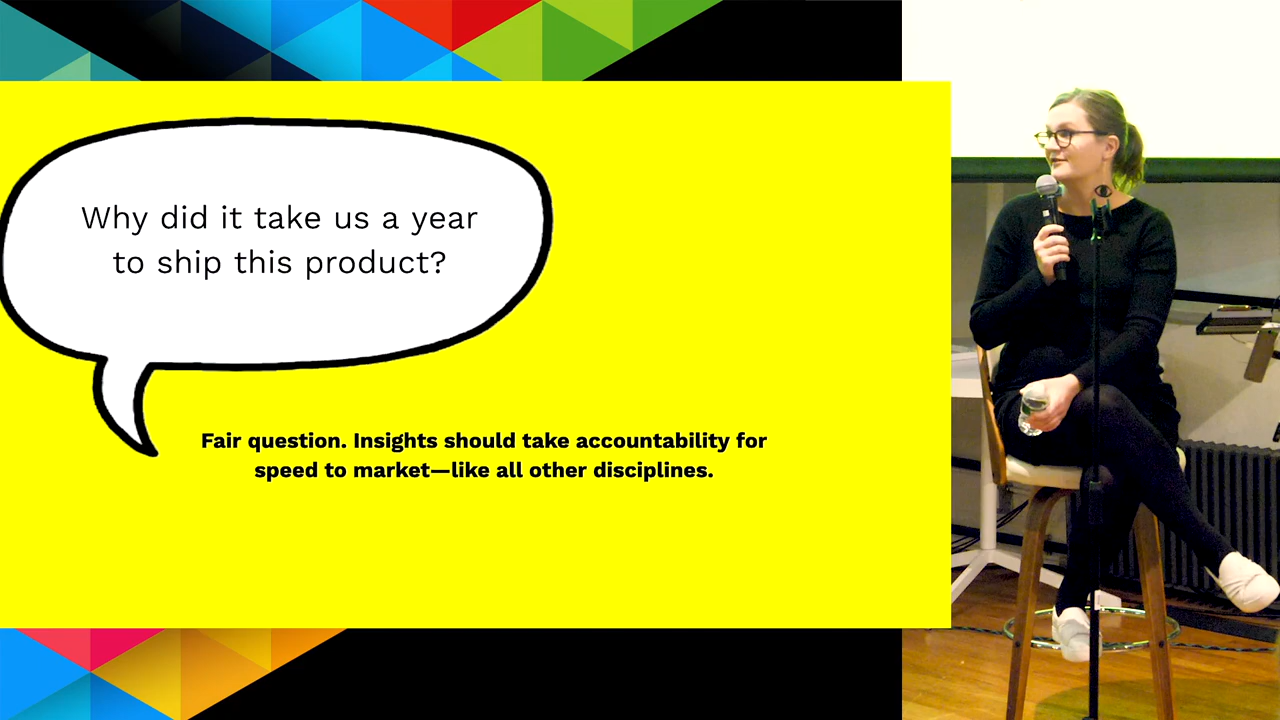 Why did it take us a year
to ship this product?
Fair question. Insights should take accountability for
speed to market—like all other disciplines.